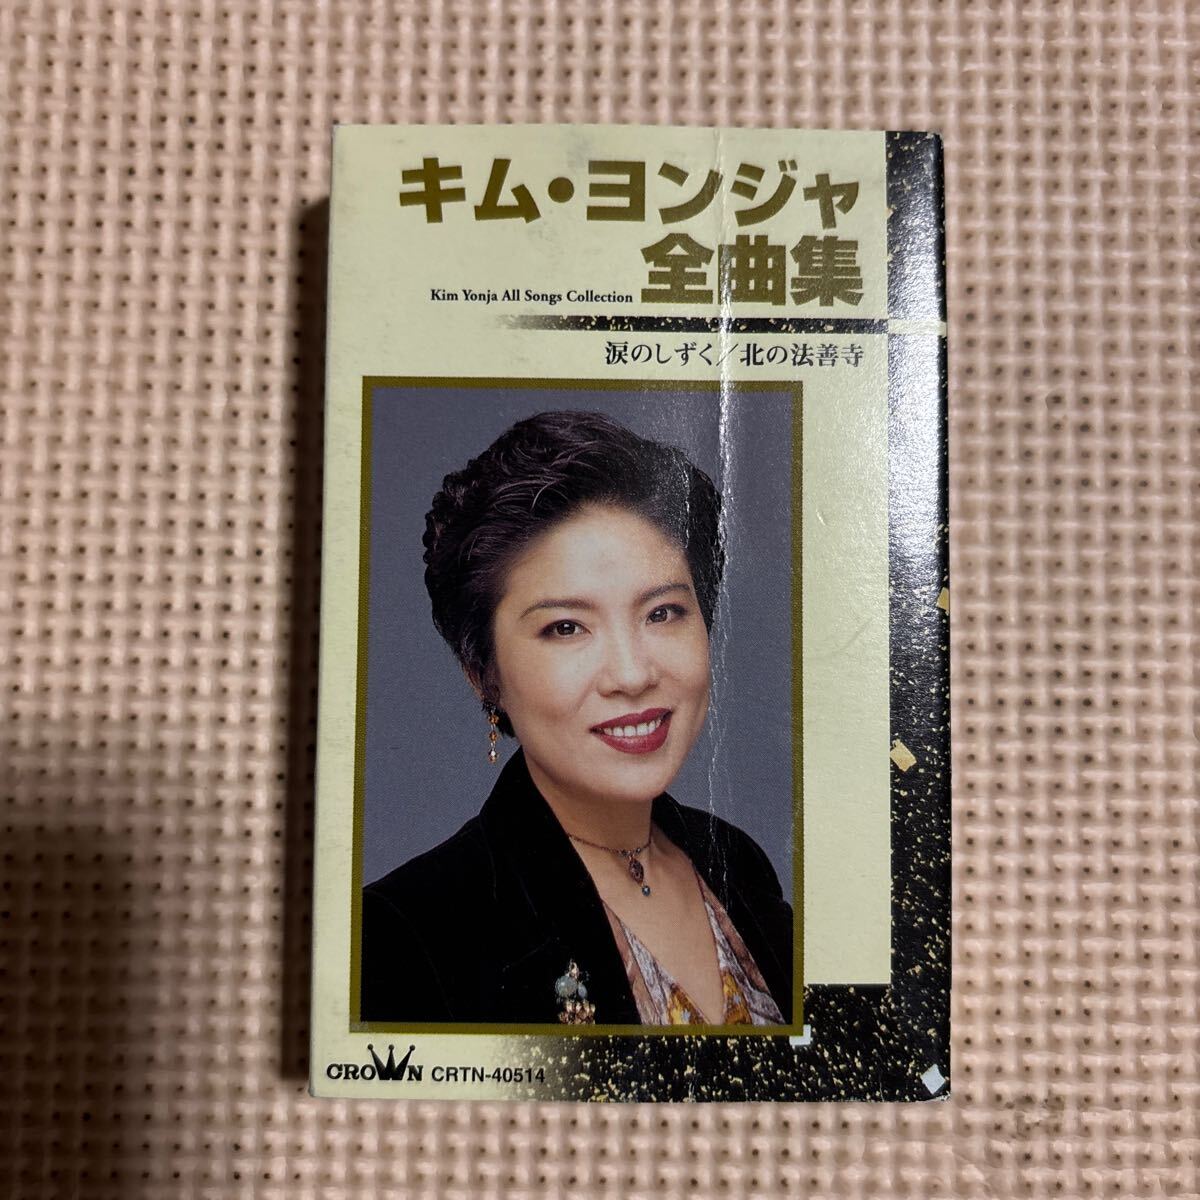 キム・ヨンジャ
全曲集
Kim Yonja All Songs Collection
涙のしずく／北の法善寺
CROWN CRTN-40514